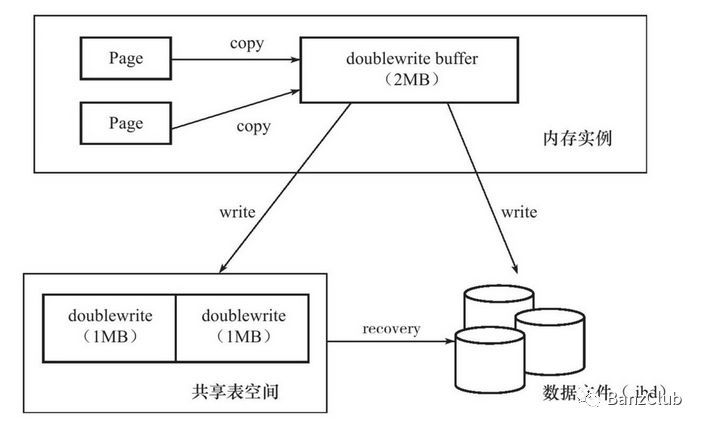 Page
copy
doublewrite buffer
（2MB）
Page
copy
内存实例
write
write
doublewrite
（1MB）
doublewrite
（1MB）
recovery
共享表空间
数据文件（.ibd）
BanzClub